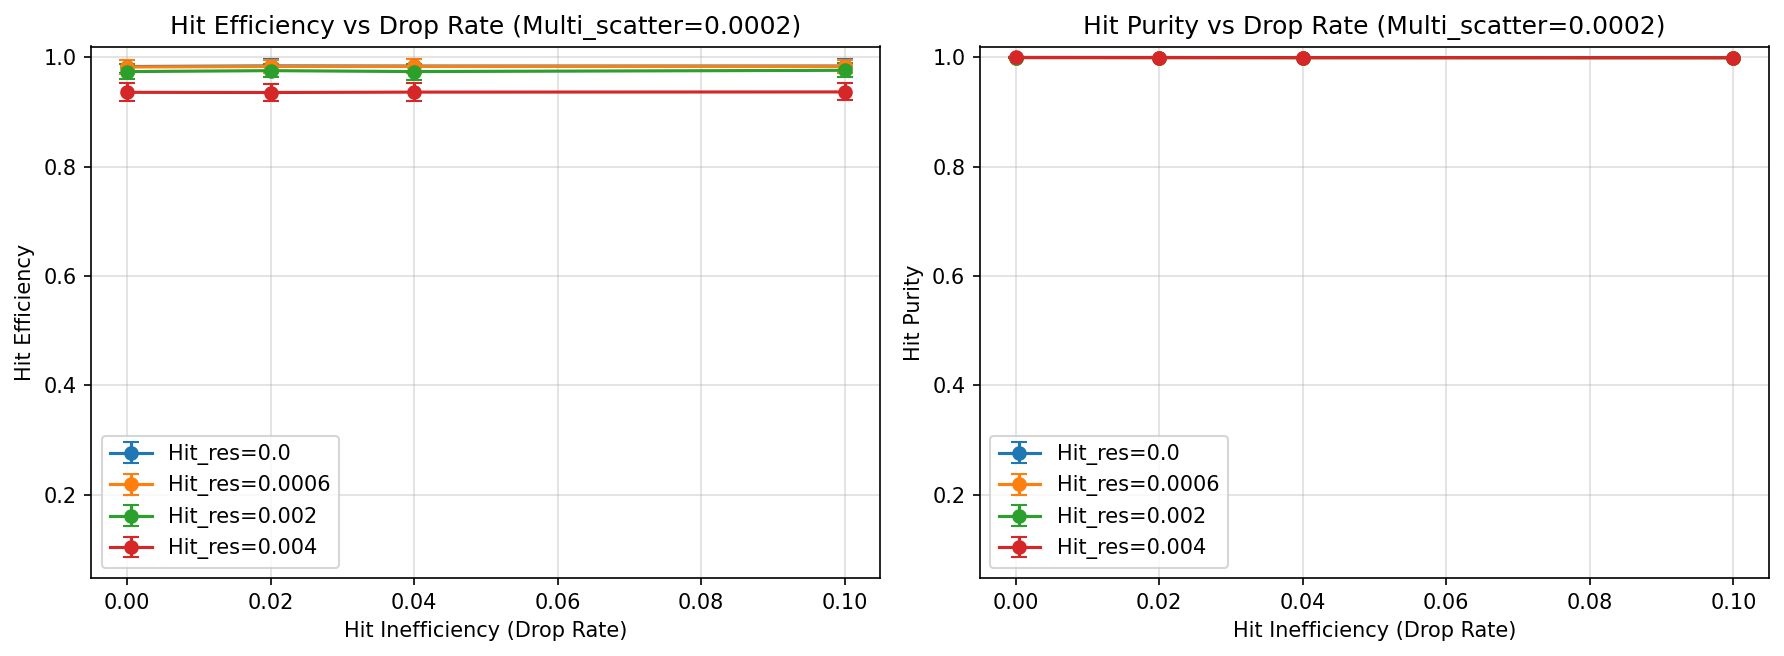 Hit Efficiency vs Drop Rate (Multi_scatter=0.0002)
1.0
0.8
0.6
0.4
0.2
Hit Efficiency
Hit_res=0.0
Hit_res=0.0006
Hit_res=0.002
Hit_res=0.004
0.00 0.02 0.04 0.06 0.08 0.10
Hit Inefficiency (Drop Rate)
Hit Purity vs Drop Rate (Multi_scatter=0.0002)
1.0
0.8
0.6
0.4
0.2
Hit Purity
Hit_res=0.0
Hit_res=0.0006
Hit_res=0.002
Hit_res=0.004
0.00 0.02 0.04 0.06 0.08 0.10
Hit Inefficiency (Drop Rate)